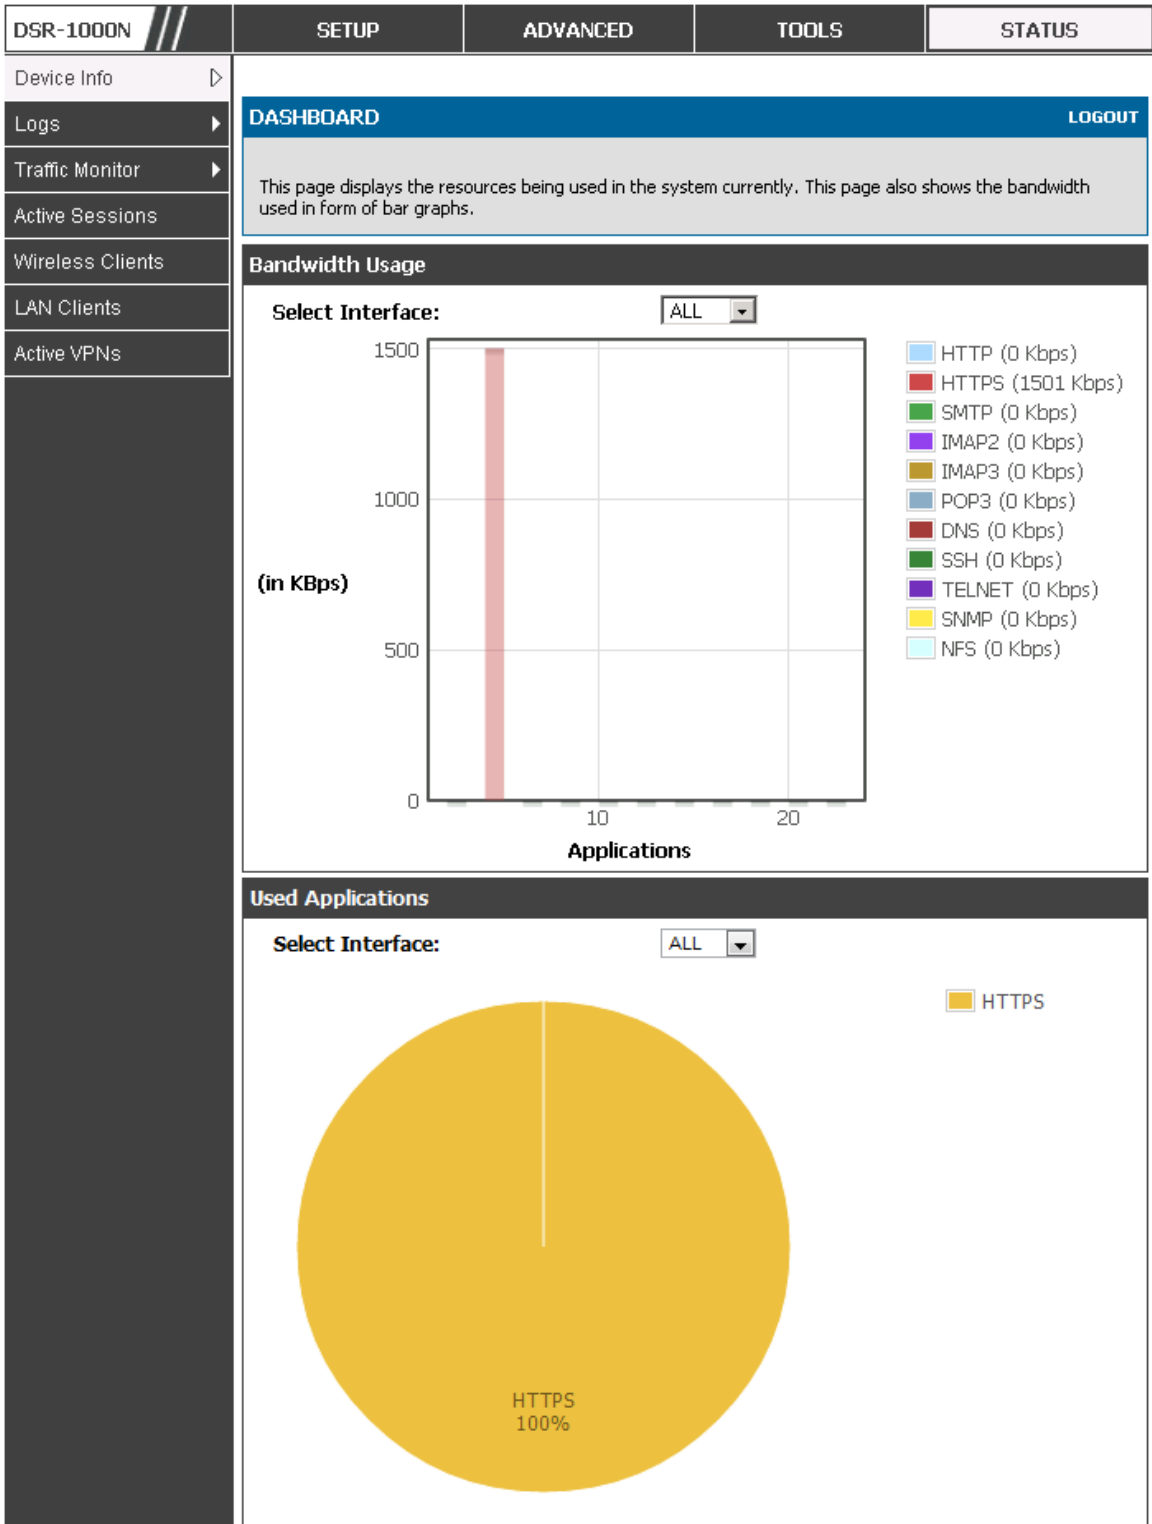 DSR-1000N
SETUP
ADVANCED
TOOLS
STATUS
Device Info
Logs
Traffic Monitor
Active Sessions
Wireless Clients
LAN Clients
Active VPNs
DASHBOARD
LOGOUT
This page displays the resources being used in the system currently. This page also shows the bandwidth
used in form of bar graphs.
Bandwidth Usage
Select Interface:
ALL
1500
1000
(in KBps)
500
0
10
20
Applications
HTTP (0 Kbps)
HTTPS (1501 Kbps)
SMTP (0 Kbps)
IMAP2 (0 Kbps)
IMAP3 (0 Kbps)
POP3 (0 Kbps)
DNS (0 Kbps)
SSH (0 Kbps)
TELNET (0 Kbps)
SNMP (0 Kbps)
NFS (0 Kbps)
Used Applications
Select Interface:
ALL
HTTPS
HTTPS
100%